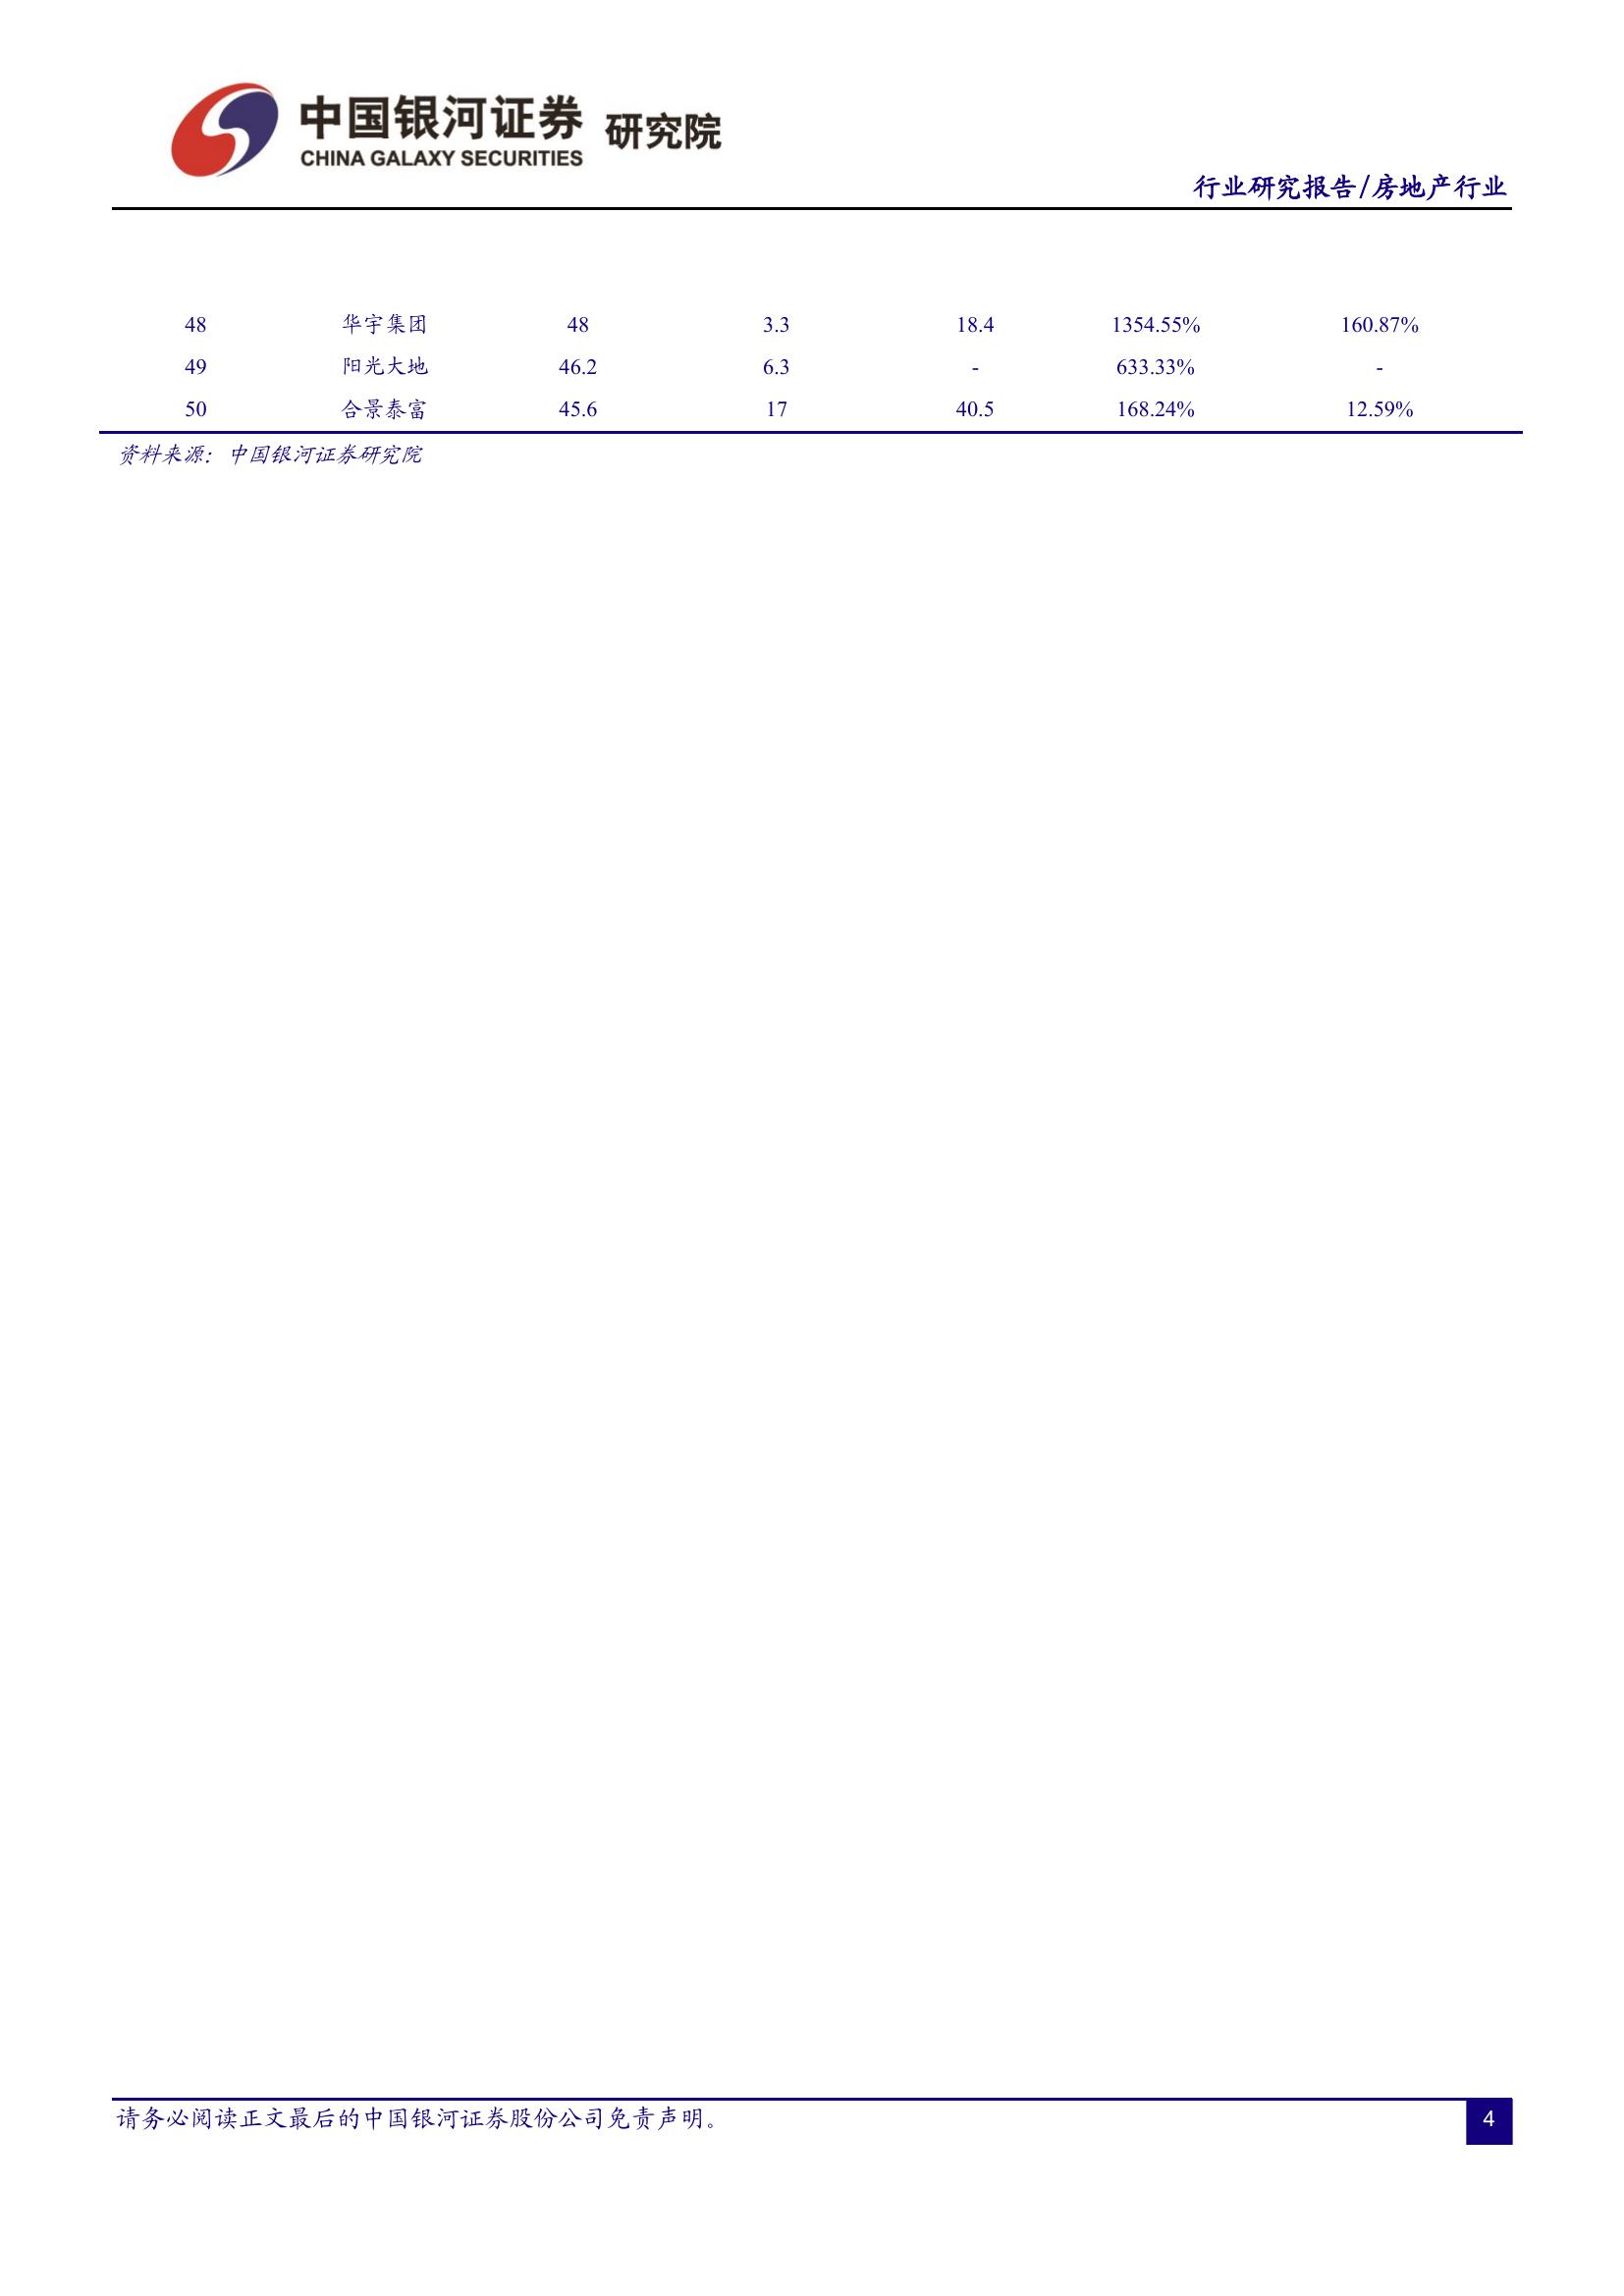 中国银河证券 研究院
CHINA GALAXY SECURITIES
行业研究报告/房地产行业
48 华宇集团 48 3.3 18.4 1354.55% 160.87%
49 阳光大地 46.2 6.3 - 633.33% -
50 合景泰富 45.6 17 40.5 168.24% 12.59%
资料来源：中国银河证券研究院
请务必阅读正文最后的中国银河证券股份公司免责声明。
4